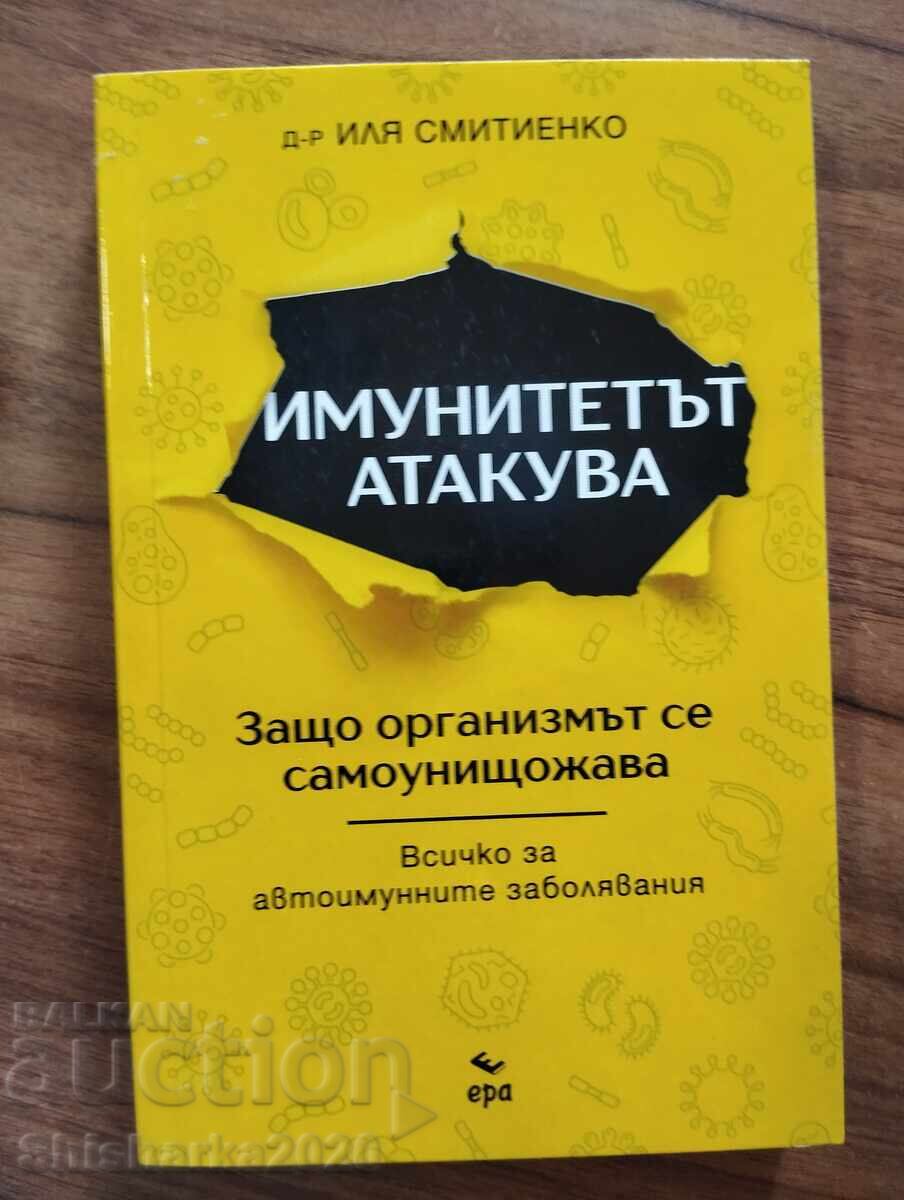 Д-Р ИЛЯ СМИТИЕНКО
ИМУНИТЕТЪТ
АТАКУВА
Защо организмът се
самоунищожава
Всичко за
автоимунните заболявания
ера
BALKAN
auction
Shisharka2020